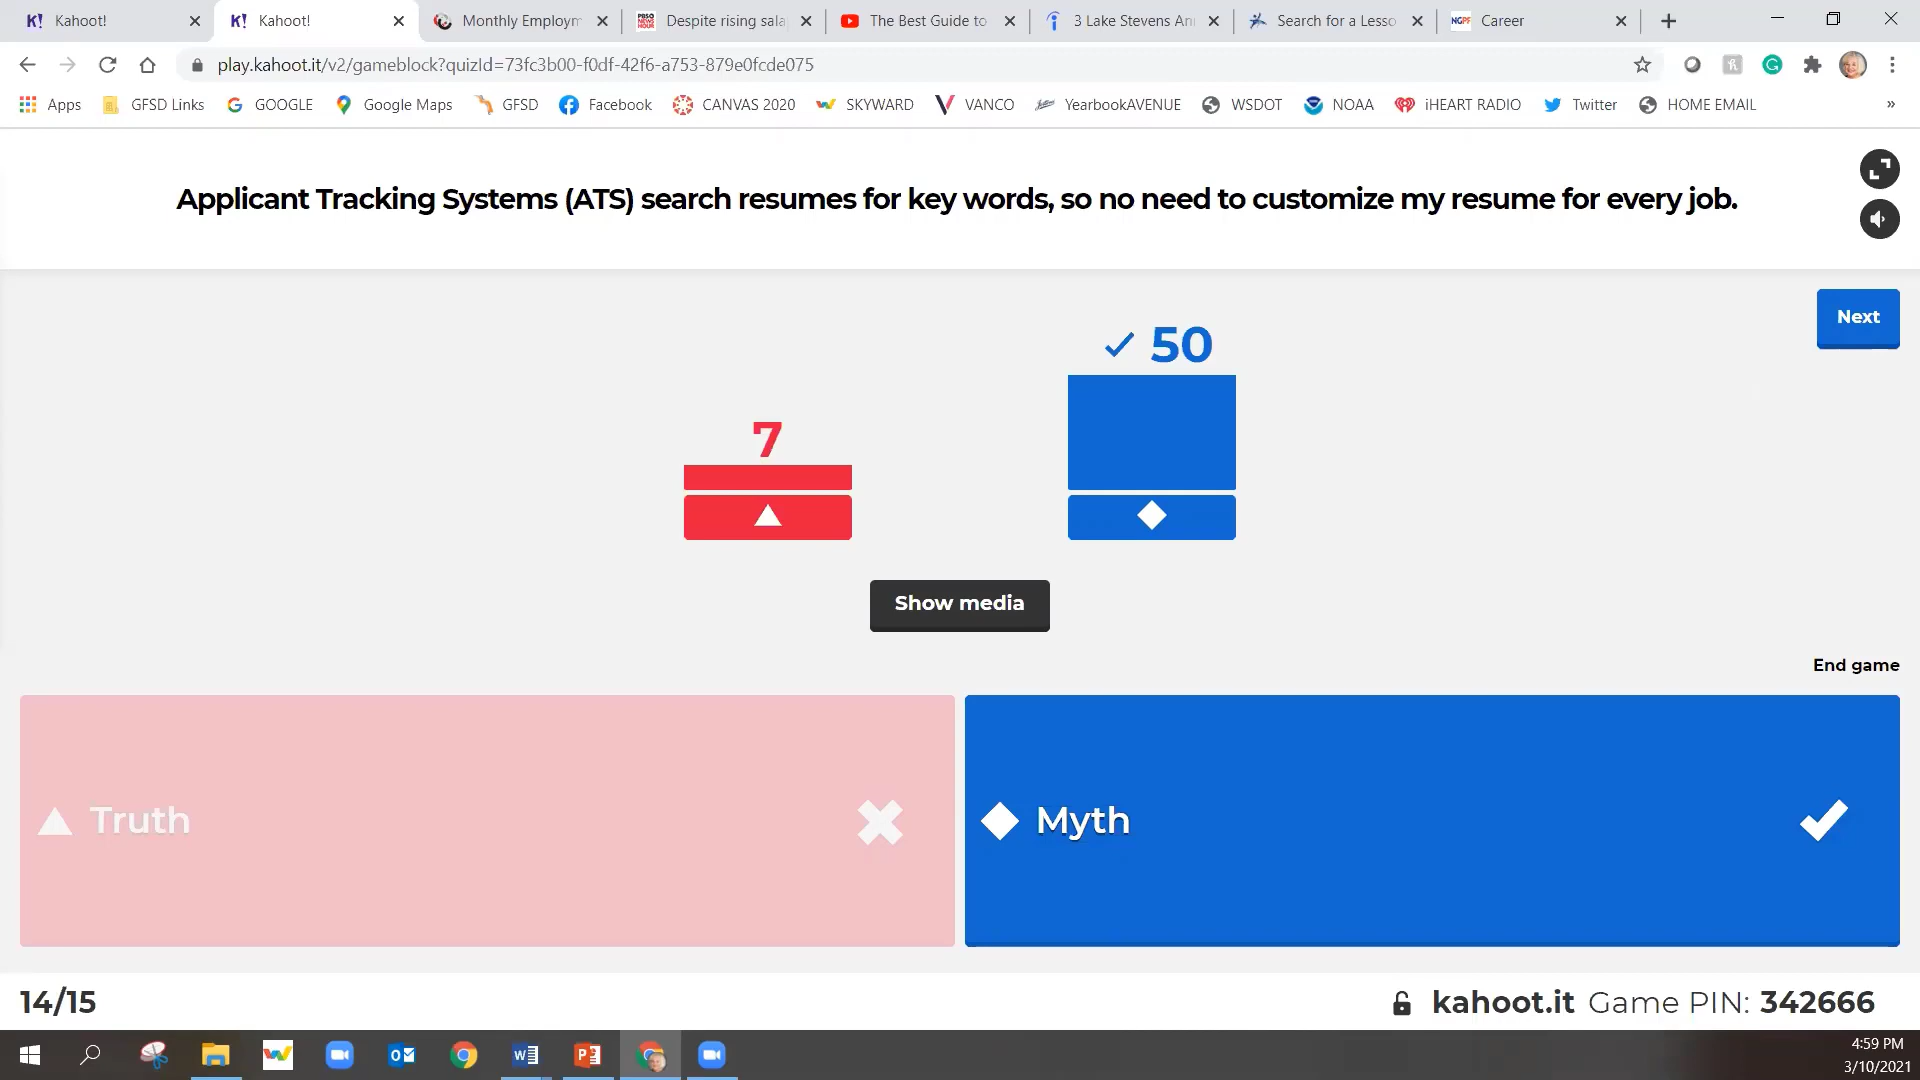 K! Kahoot!
K! Kahoot!
Monthly Employm
Despite rising sala
The Best Guide to
3 Lake Stevens An
Search for a Lesso
NGPF Career
play.kahoot.it/v2/gameblock?quizId=73fc3b00-f0df-42f6-a753-879e0fcde075
Apps
GFSD Links
GOOGLE
Google Maps
GFSD
Facebook
CANVAS 2020
SKYWARD
VANCO
YearbookAVENUE
WSDOT
NOAA
iHEART RADIO
Twitter
HOME EMAIL
»
Applicant Tracking Systems (ATS) search resumes for key words, so no need to customize my resume for every job.
Next
50
7
Show media
End game
Truth
Myth
14/15
kahoot.it Game PIN: 342666
4:59 PM
3/10/2021